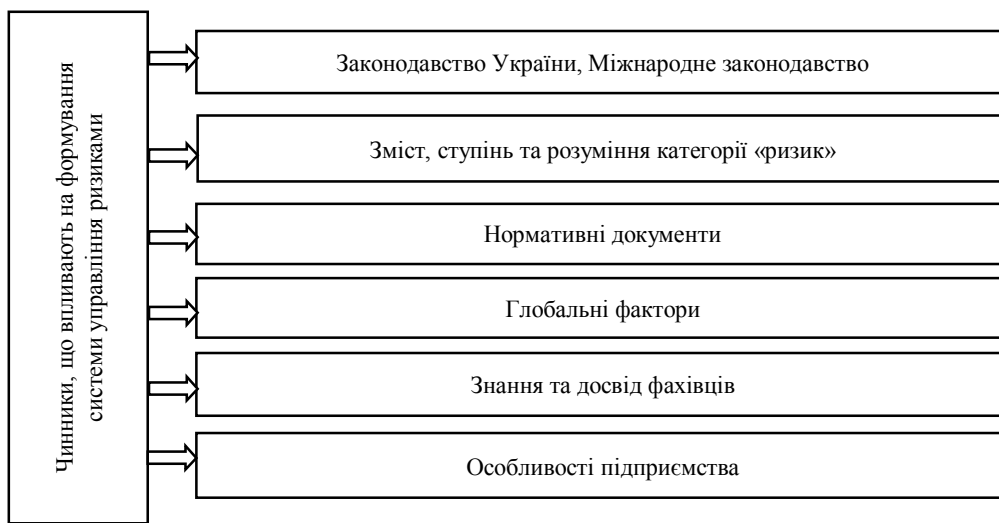 Чинники, що впливають на формування
системи управління ризиками
Законодавство України, Міжнародне законодавство
Зміст, ступінь та розуміння категорії «ризик»
Нормативні документи
Глобальні фактори
Знання та досвід фахівців
Особливості підприємства